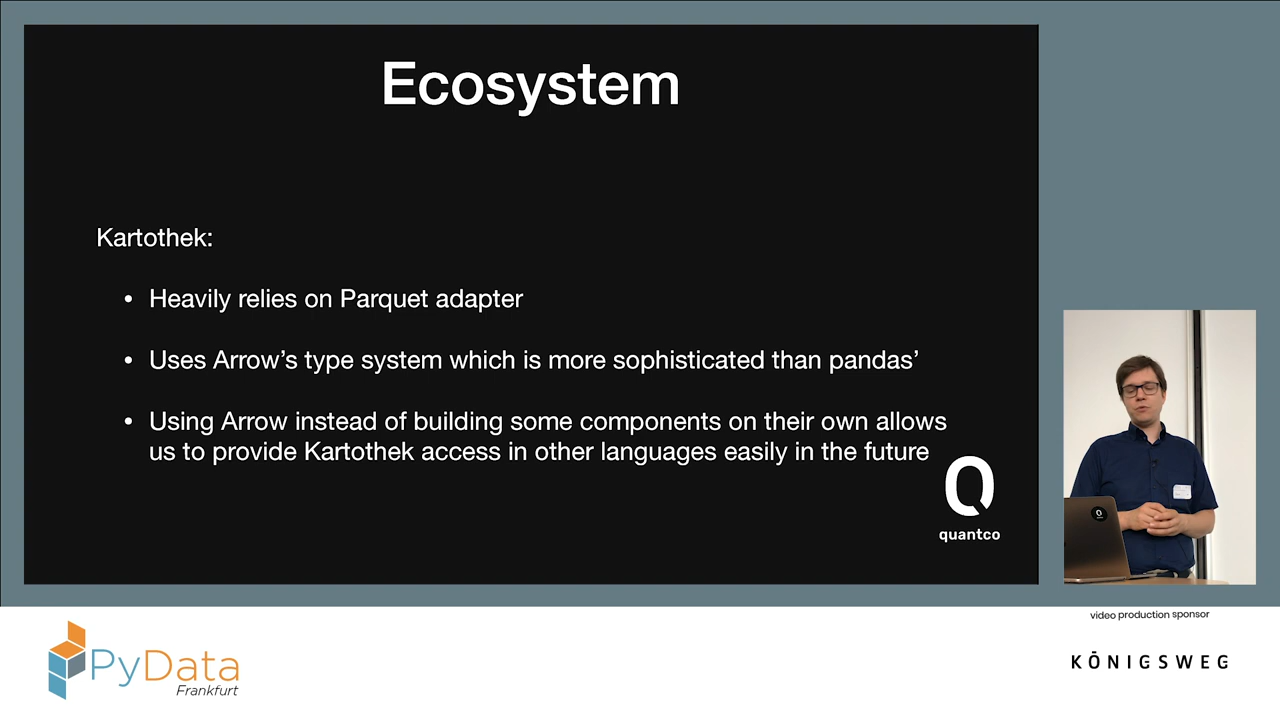 Ecosystem
Kartothek:
• Heavily relies on Parquet adapter
• Uses Arrow’s type system which is more sophisticated than pandas’
• Using Arrow instead of building some components on their own allows
us to provide Kartothek access in other languages easily in the future
quantco
video production sponsor
PyData
Frankfurt
KÖNIGSWEG